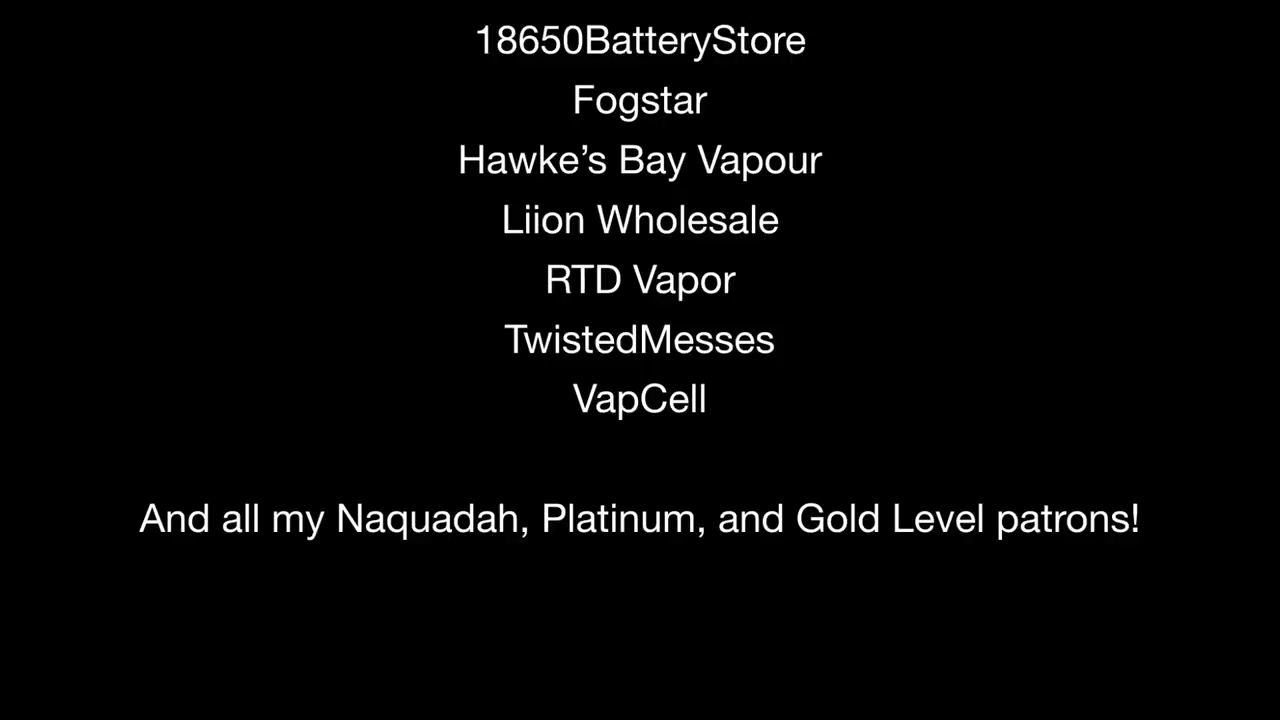 18650BatteryStore
Fogstar
Hawke’s Bay Vapour
Liion Wholesale
RTD Vapor
TwistedMesses
VapCell
And all my Naquadah, Platinum, and Gold Level patrons!